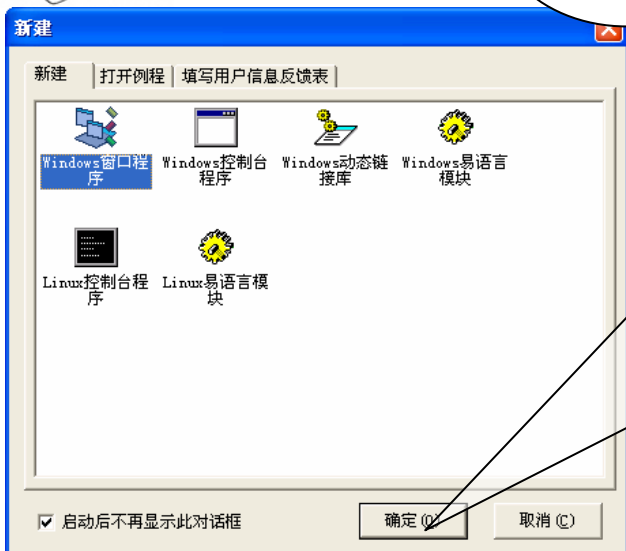 新建
新建 打开例程 填写用户信息反馈表
Windows窗口程 Windows控制台 Windows动态链 Windows易语言
序 程序 接库 模块
Linux控制台程 Linux易语言模
序 块
启动后不再显示此对话框 确定(O) 取消(C)